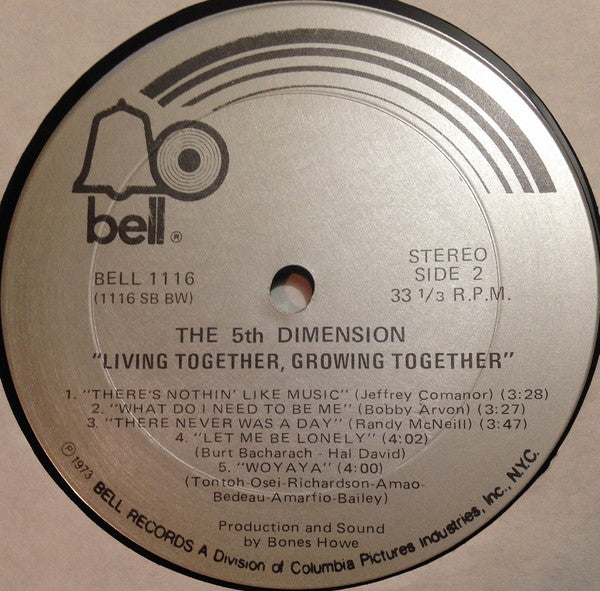 bell®
BELL 1116
(1116 SB BW)
STEREO
SIDE 2
33 1/3 R.P.M.
THE 5th DIMENSION
"LIVING TOGETHER, GROWING TOGETHER"
1. "THERE'S NOTHIN' LIKE MUSIC" (Jeffrey Comanor) (3:28)
2. "WHAT DO I NEED TO BE ME" (Bobby Arvon) (3:27)
3. "THERE NEVER WAS A DAY" (Randy McNeill) (3:47)
4. "LET ME BE LONELY" (4:02)
(Burt Bacharach - Hal David)
5. "WOYAYA" (4:00)
(Tontoh-Osei-Richardson-Amao-
Bedeau-Amarfio-Bailey)
Production and Sound
by Bones Howe
℗ 1973 BELL RECORDS A Division of Columbia Pictures Industries, Inc., N.Y.C.